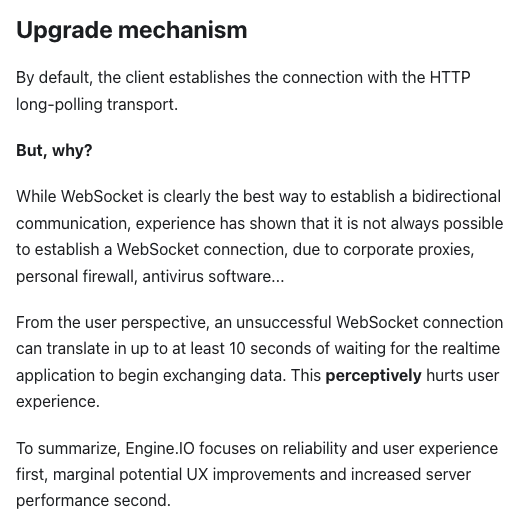 Upgrade mechanism
By default, the client establishes the connection with the HTTP
long-polling transport.
But, why?
While WebSocket is clearly the best way to establish a bidirectional
communication, experience has shown that it is not always possible
to establish a WebSocket connection, due to corporate proxies,
personal firewall, antivirus software...
From the user perspective, an unsuccessful WebSocket connection
can translate in up to at least 10 seconds of waiting for the realtime
application to begin exchanging data. This perceptively hurts user
experience.
To summarize, Engine.IO focuses on reliability and user experience
first, marginal potential UX improvements and increased server
performance second.